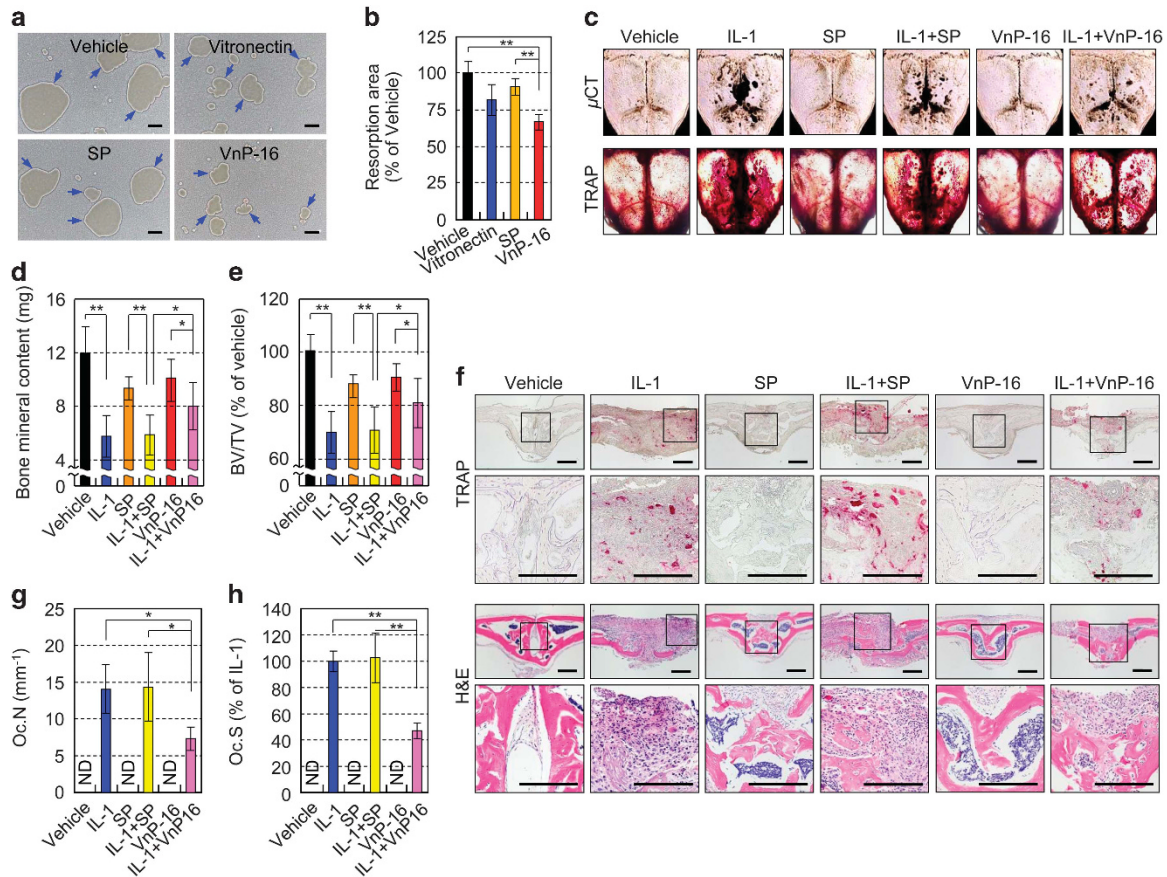 a
Vehicle
Vitronectin
SP
VnP-16
b
Resorption area
(% of Vehicle)
125
100
75
50
25
0
**
**
Vehicle
Vitronectin
SP
VnP-16
c
Vehicle
IL-1
SP
IL-1+SP
VnP-16
IL-1+VnP-16
μCT
TRAP
d
Bone mineral content (mg)
16
12
8
4
0
**
**
*
*
Vehicle
IL-1
SP
IL-1+SP
VnP-16
IL-1+VnP16
e
BV/TV (% of vehicle)
120
100
80
60
0
**
**
*
*
Vehicle
IL-1
SP
IL-1+SP
VnP-16
IL-1+VnP16
f
Vehicle
IL-1
SP
IL-1+SP
VnP-16
IL-1+VnP-16
TRAP
H&E
g
Oc.N (mm⁻¹)
25
20
15
10
5
0
*
*
ND
ND
ND
Vehicle
IL-1
SP
IL-1+SP
VnP-16
IL-1+VnP16
h
Oc.S (% of IL-1)
140
120
100
80
60
40
20
0
**
**
ND
ND
ND
Vehicle
IL-1
SP
IL-1+SP
VnP-16
IL-1+VnP16